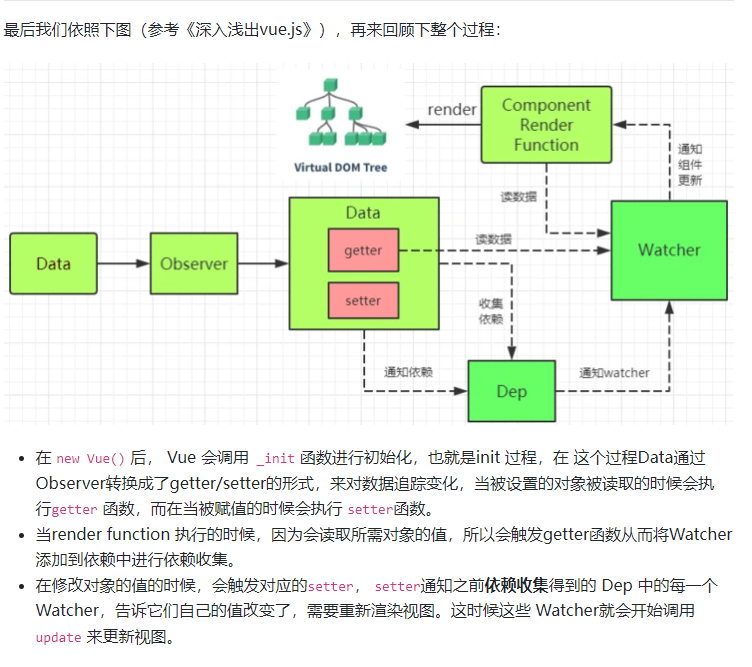 最后我们依照下图（参考《深入浅出vue.js》），再来回顾下整个过程：
render
Component
Render
Function
通知
组件
更新
Virtual DOM Tree
读数据
Data
getter
setter
读数据
Watcher
Data
Observer
收集
依赖
通知依赖
Dep
通知watcher
在 new Vue() 后， Vue 会调用 _init 函数进行初始化，也就是init 过程，在 这个过程Data通过
Observer转换成了getter/setter的形式，来对数据追踪变化，当被设置的对象被读取的时候会执
行getter 函数，而在当被赋值的时候会执行 setter函数。
当render function 执行的时候，因为会读取所需对象的值，所以会触发getter函数从而将Watcher
添加到依赖中进行依赖收集。
在修改对象的值的时候，会触发对应的setter， setter通知之前依赖收集得到的 Dep 中的每一个
Watcher，告诉它们自己的值改变了，需要重新渲染视图。这时候这些 Watcher就会开始调用
update 来更新视图。